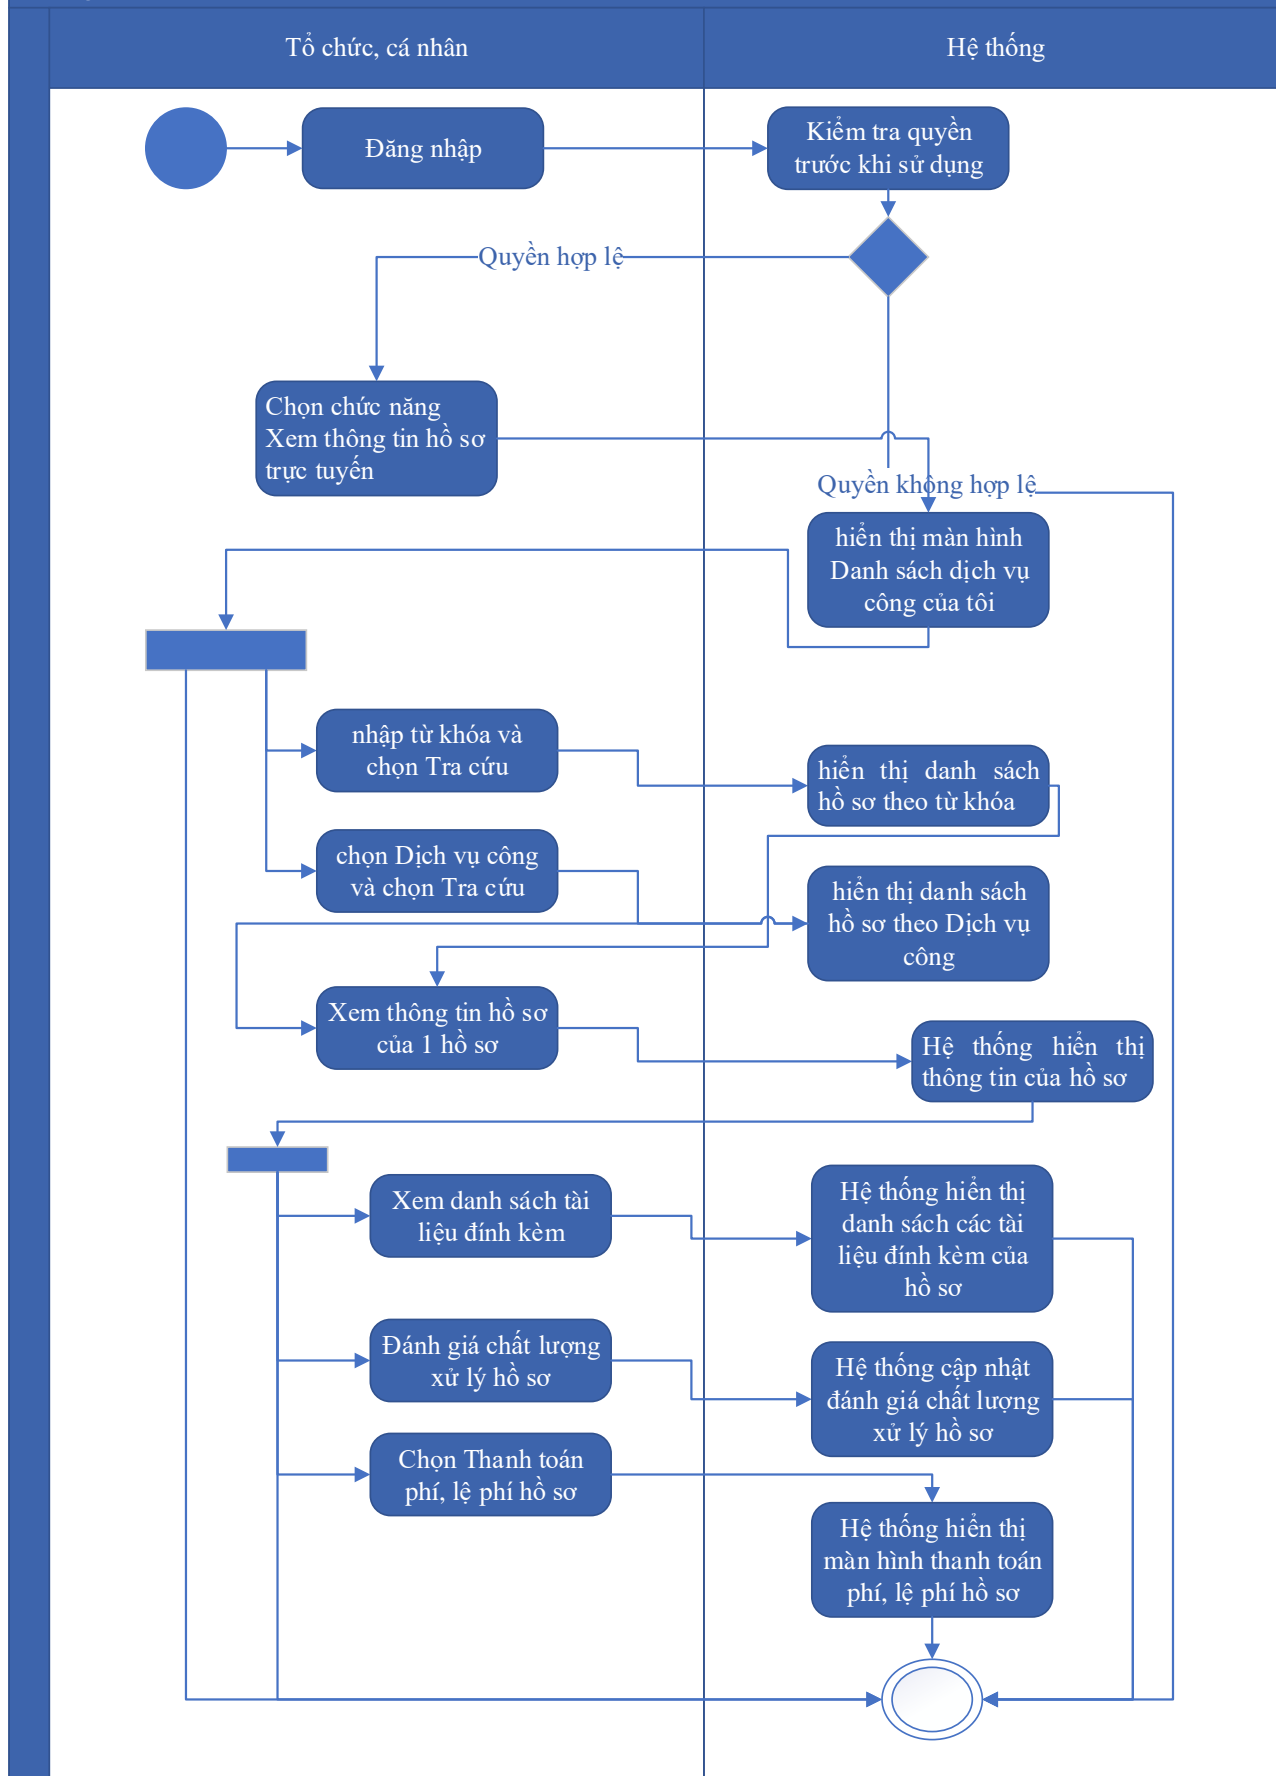 Tổ chức, cá nhân
Hệ thống
Đăng nhập
Kiểm tra quyền
trước khi sử dụng
Quyền hợp lệ
Chọn chức năng
Xem thông tin hồ sơ
trực tuyến
Quyền không hợp lệ
hiển thị màn hình
Danh sách dịch vụ
công của tôi
nhập từ khóa và
chọn Tra cứu
hiển thị danh sách
hồ sơ theo từ khóa
chọn Dịch vụ công
và chọn Tra cứu
hiển thị danh sách
hồ sơ theo Dịch vụ
công
Xem thông tin hồ sơ
của 1 hồ sơ
Hệ thống hiển thị
thông tin của hồ sơ
Xem danh sách tài
liệu đính kèm
Hệ thống hiển thị
danh sách các tài
liệu đính kèm của
hồ sơ
Đánh giá chất lượng
xử lý hồ sơ
Hệ thống cập nhật
đánh giá chất lượng
xử lý hồ sơ
Chọn Thanh toán
phí, lệ phí hồ sơ
Hệ thống hiển thị
màn hình thanh toán
phí, lệ phí hồ sơ